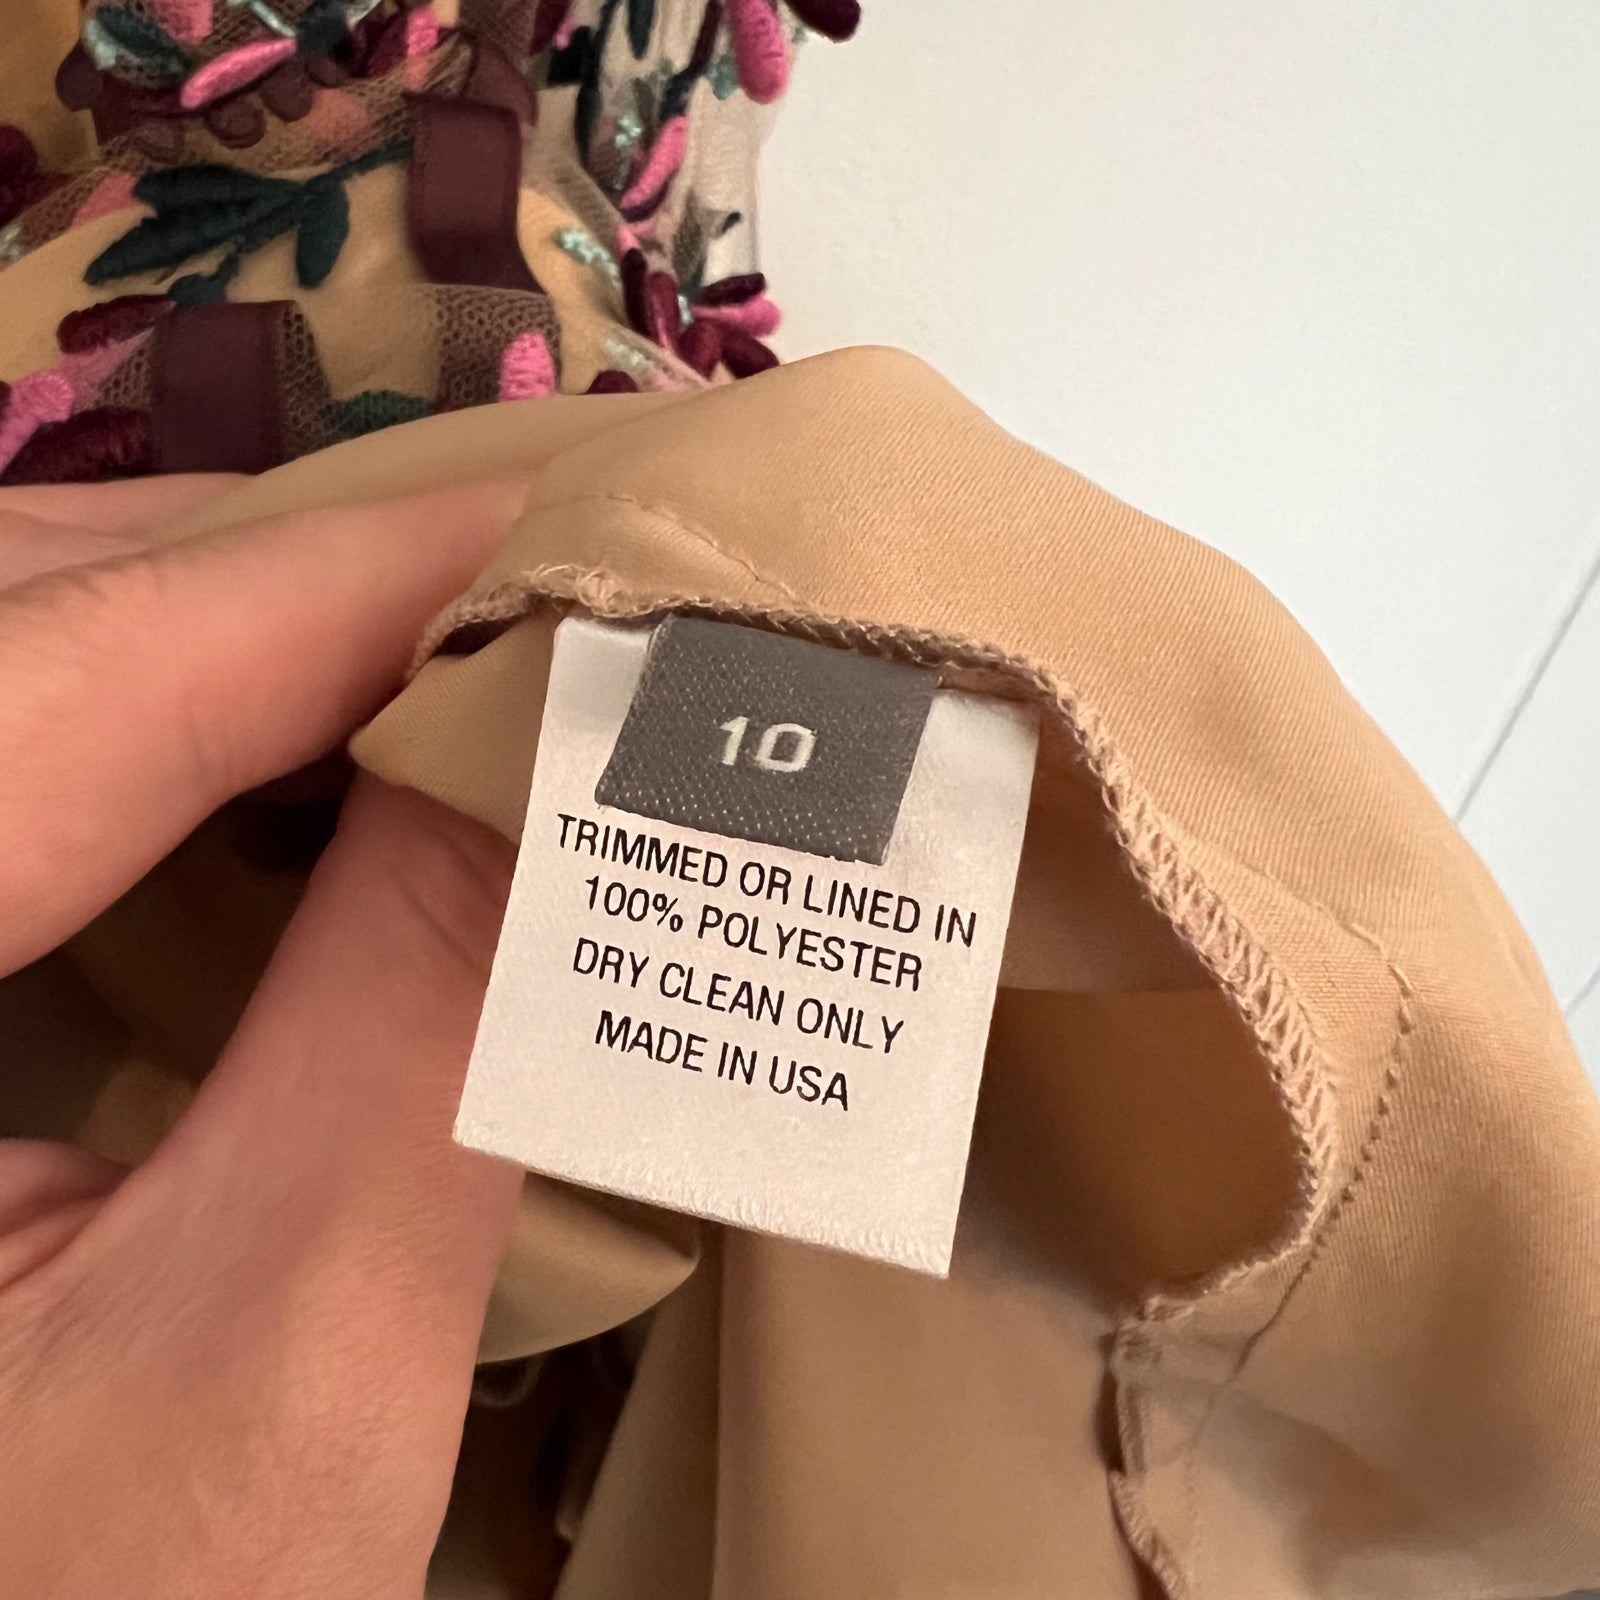 10
TRIMMED OR LINED IN
100% POLYESTER
DRY CLEAN ONLY
MADE IN USA